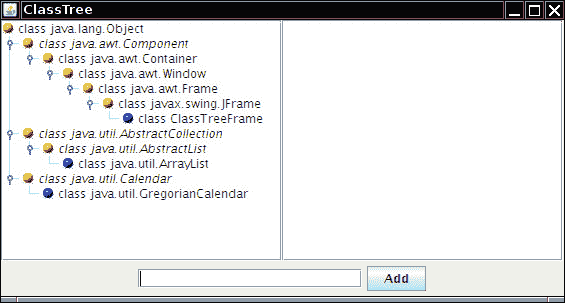 ClassTree
class java.lang.Object
class java.awt.Component
class java.awt.Container
class java.awt.Window
class java.awt.Frame
class javax.swing.JFrame
class ClassTreeFrame
class java.util.AbstractCollection
class java.util.AbstractList
class java.util.ArrayList
class java.util.Calendar
class java.util.GregorianCalendar
Add